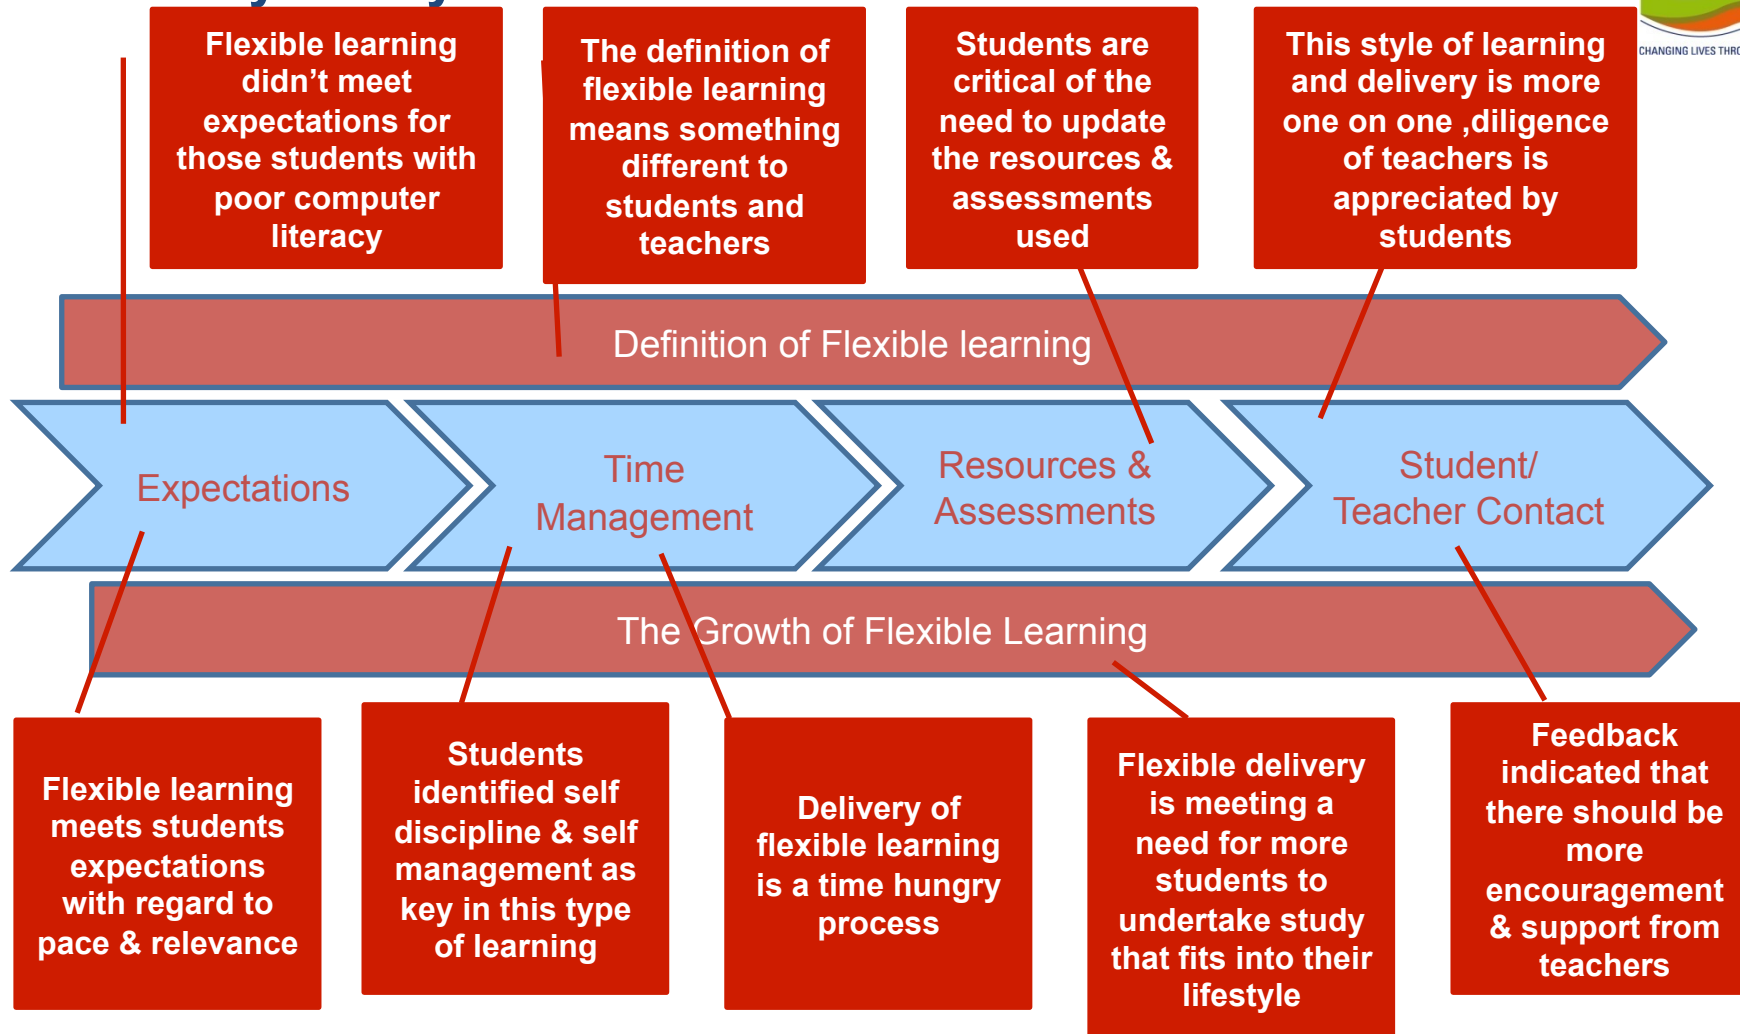 Flexible learning
didn't meet
expectations for
those students with
poor computer
literacy
The definition of
flexible learning
means something
different to
students and
teachers
Students are
critical of the
need to update
the resources &
assessments
used
This style of learning
and delivery is more
one on one ,diligence
of teachers is
appreciated by
students
CHANGING LIVES
Definition of Flexible learning
Expectations
Time
Management
Resources &
Assessments
Student/
Teacher Contact
The Growth of Flexible Learning
Flexible learning
meets students
expectations
with regard to
pace & relevance
Students
identified self
discipline & self
management as
key in this type
of learning
Delivery of
flexible learning
is a time hungry
process
Flexible delivery
is meeting a
need for more
students to
undertake study
that fits into their
lifestyle
Feedback
indicated that
there should be
more
encouragement
& support from
teachers